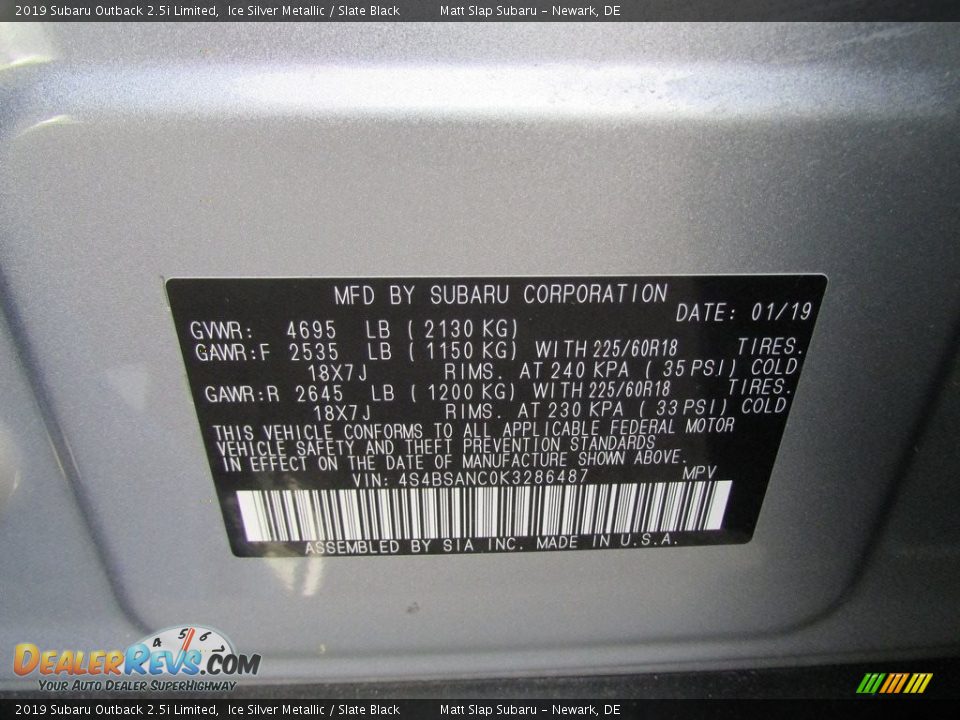 2019 Subaru Outback 2.5i Limited, Ice Silver Metallic / Slate Black Matt Slap Subaru - Newark, DE
MFD BY SUBARU CORPORATION
DATE: 01/19
GVWR: 4695 LB ( 2130 KG)
GAWR:F 2535 LB ( 1150 KG) WITH 225/60R18 TIRES.
18X7J RIMS. AT 240 KPA ( 35 PSI) COLD
GAWR:R 2645 LB ( 1200 KG) WITH 225/60R18 TIRES.
18X7J RIMS. AT 230 KPA ( 33 PSI) COLD
THIS VEHICLE CONFORMS TO ALL APPLICABLE FEDERAL MOTOR
VEHICLE SAFETY AND THEFT PREVENTION STANDARDS
IN EFFECT ON THE DATE OF MANUFACTURE SHOWN ABOVE.
VIN: 4S4BSANC0K3286487 MPV
ASSEMBLED BY SIA INC. MADE IN U.S.A.
4 5 6
DealerRevs.com
Your Auto Dealer SuperHighway
2019 Subaru Outback 2.5i Limited, Ice Silver Metallic / Slate Black Matt Slap Subaru - Newark, DE